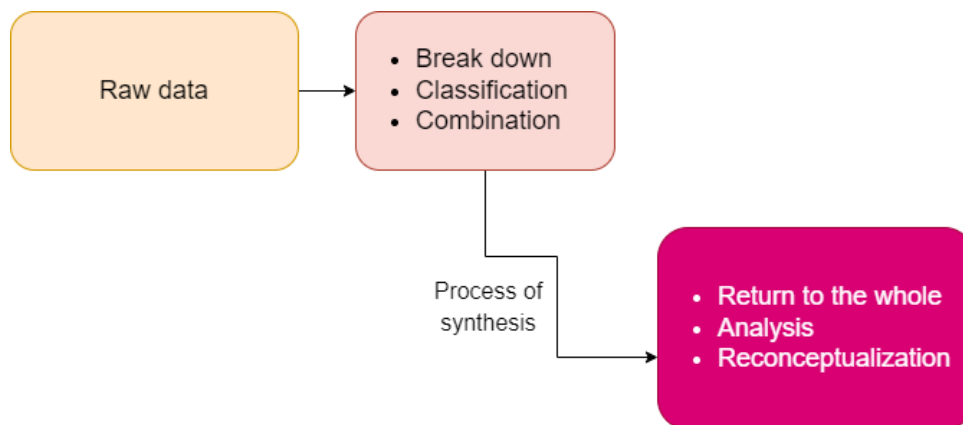 Raw data
• Break down
• Classification
• Combination
Process of
synthesis
• Return to the whole
• Analysis
• Reconceptualization